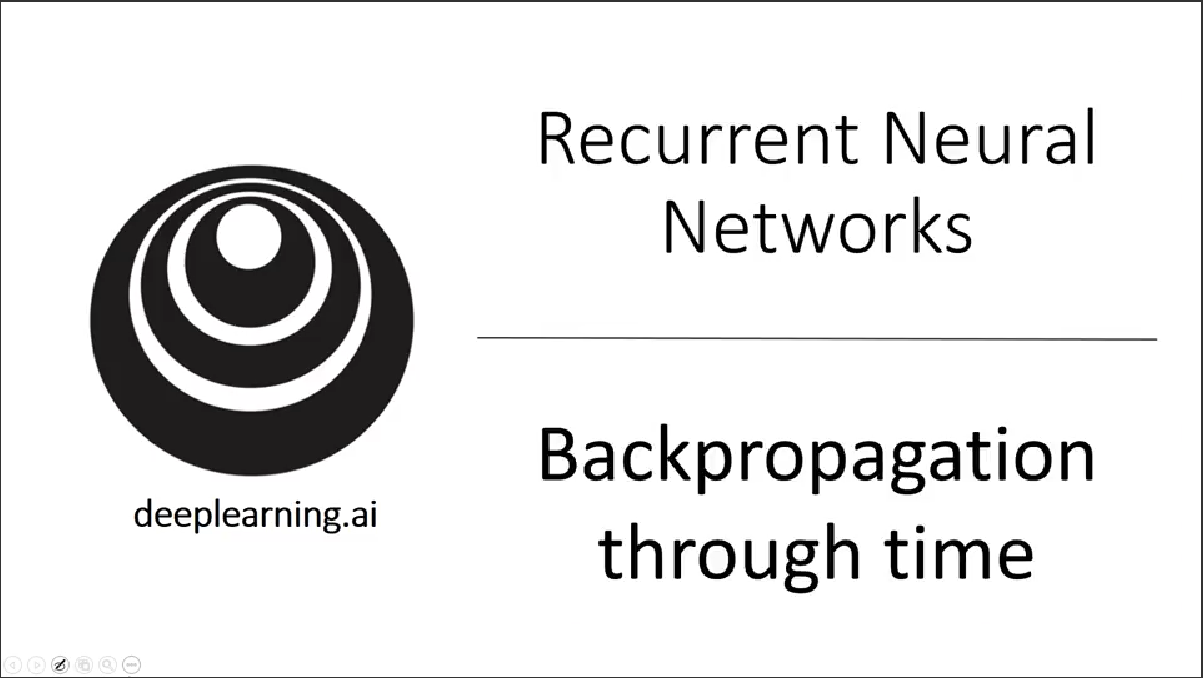 Recurrent Neural
Networks
Backpropagation
through time
deeplearning.ai